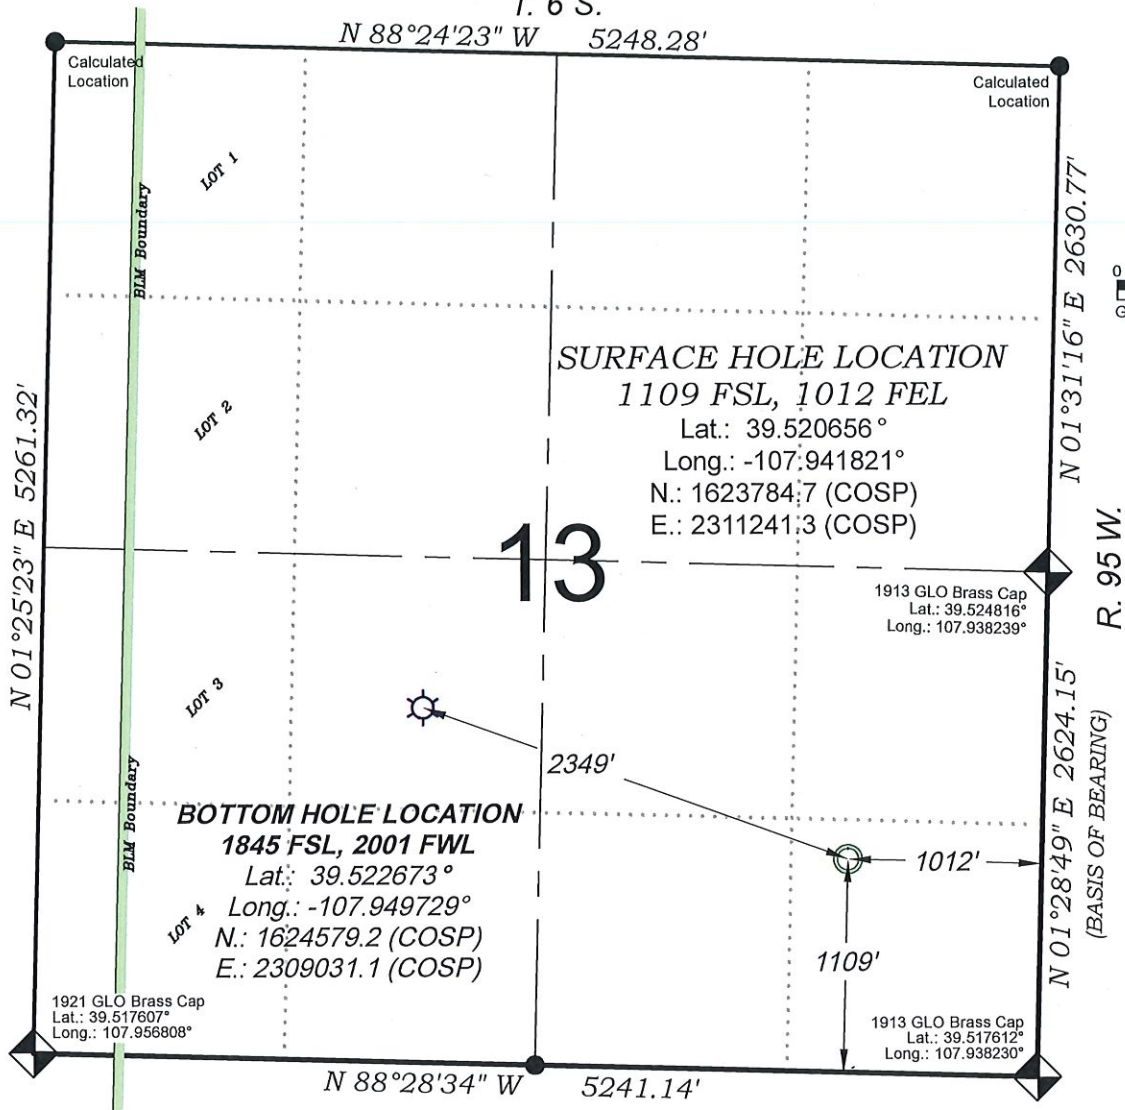 T. 6 S.
N 88°24'23" W 5248.28'
Calculated
Location
Calculated
Location
LOT 1
BLM Boundary
N 01°31'16" E 2630.77'
0
SURFACE HOLE LOCATION
1109 FSL, 1012 FEL
Lat.: 39.520656°
Long.: -107.941821°
N.: 1623784.7 (COSP)
E.: 2311241.3 (COSP)
LOT 2
N 01°25'23" E 5261.32'
13
R. 95 W.
1913 GLO Brass Cap
Lat.: 39.524816°
Long.: 107.938239°
LOT 3
2349'
N 01°28'49" E 2624.15'
(BASIS OF BEARING)
BLM Boundary
BOTTOM HOLE LOCATION
1845 FSL, 2001 FWL
Lat.: 39.522673°
Long.: -107.949729°
N.: 1624579.2 (COSP)
E.: 2309031.1 (COSP)
LOT 4
1012'
1109'
1921 GLO Brass Cap
Lat.: 39.517607°
Long.: 107.956808°
1913 GLO Brass Cap
Lat.: 39.517612°
Long.: 107.938230°
N 88°28'34" W 5241.14'